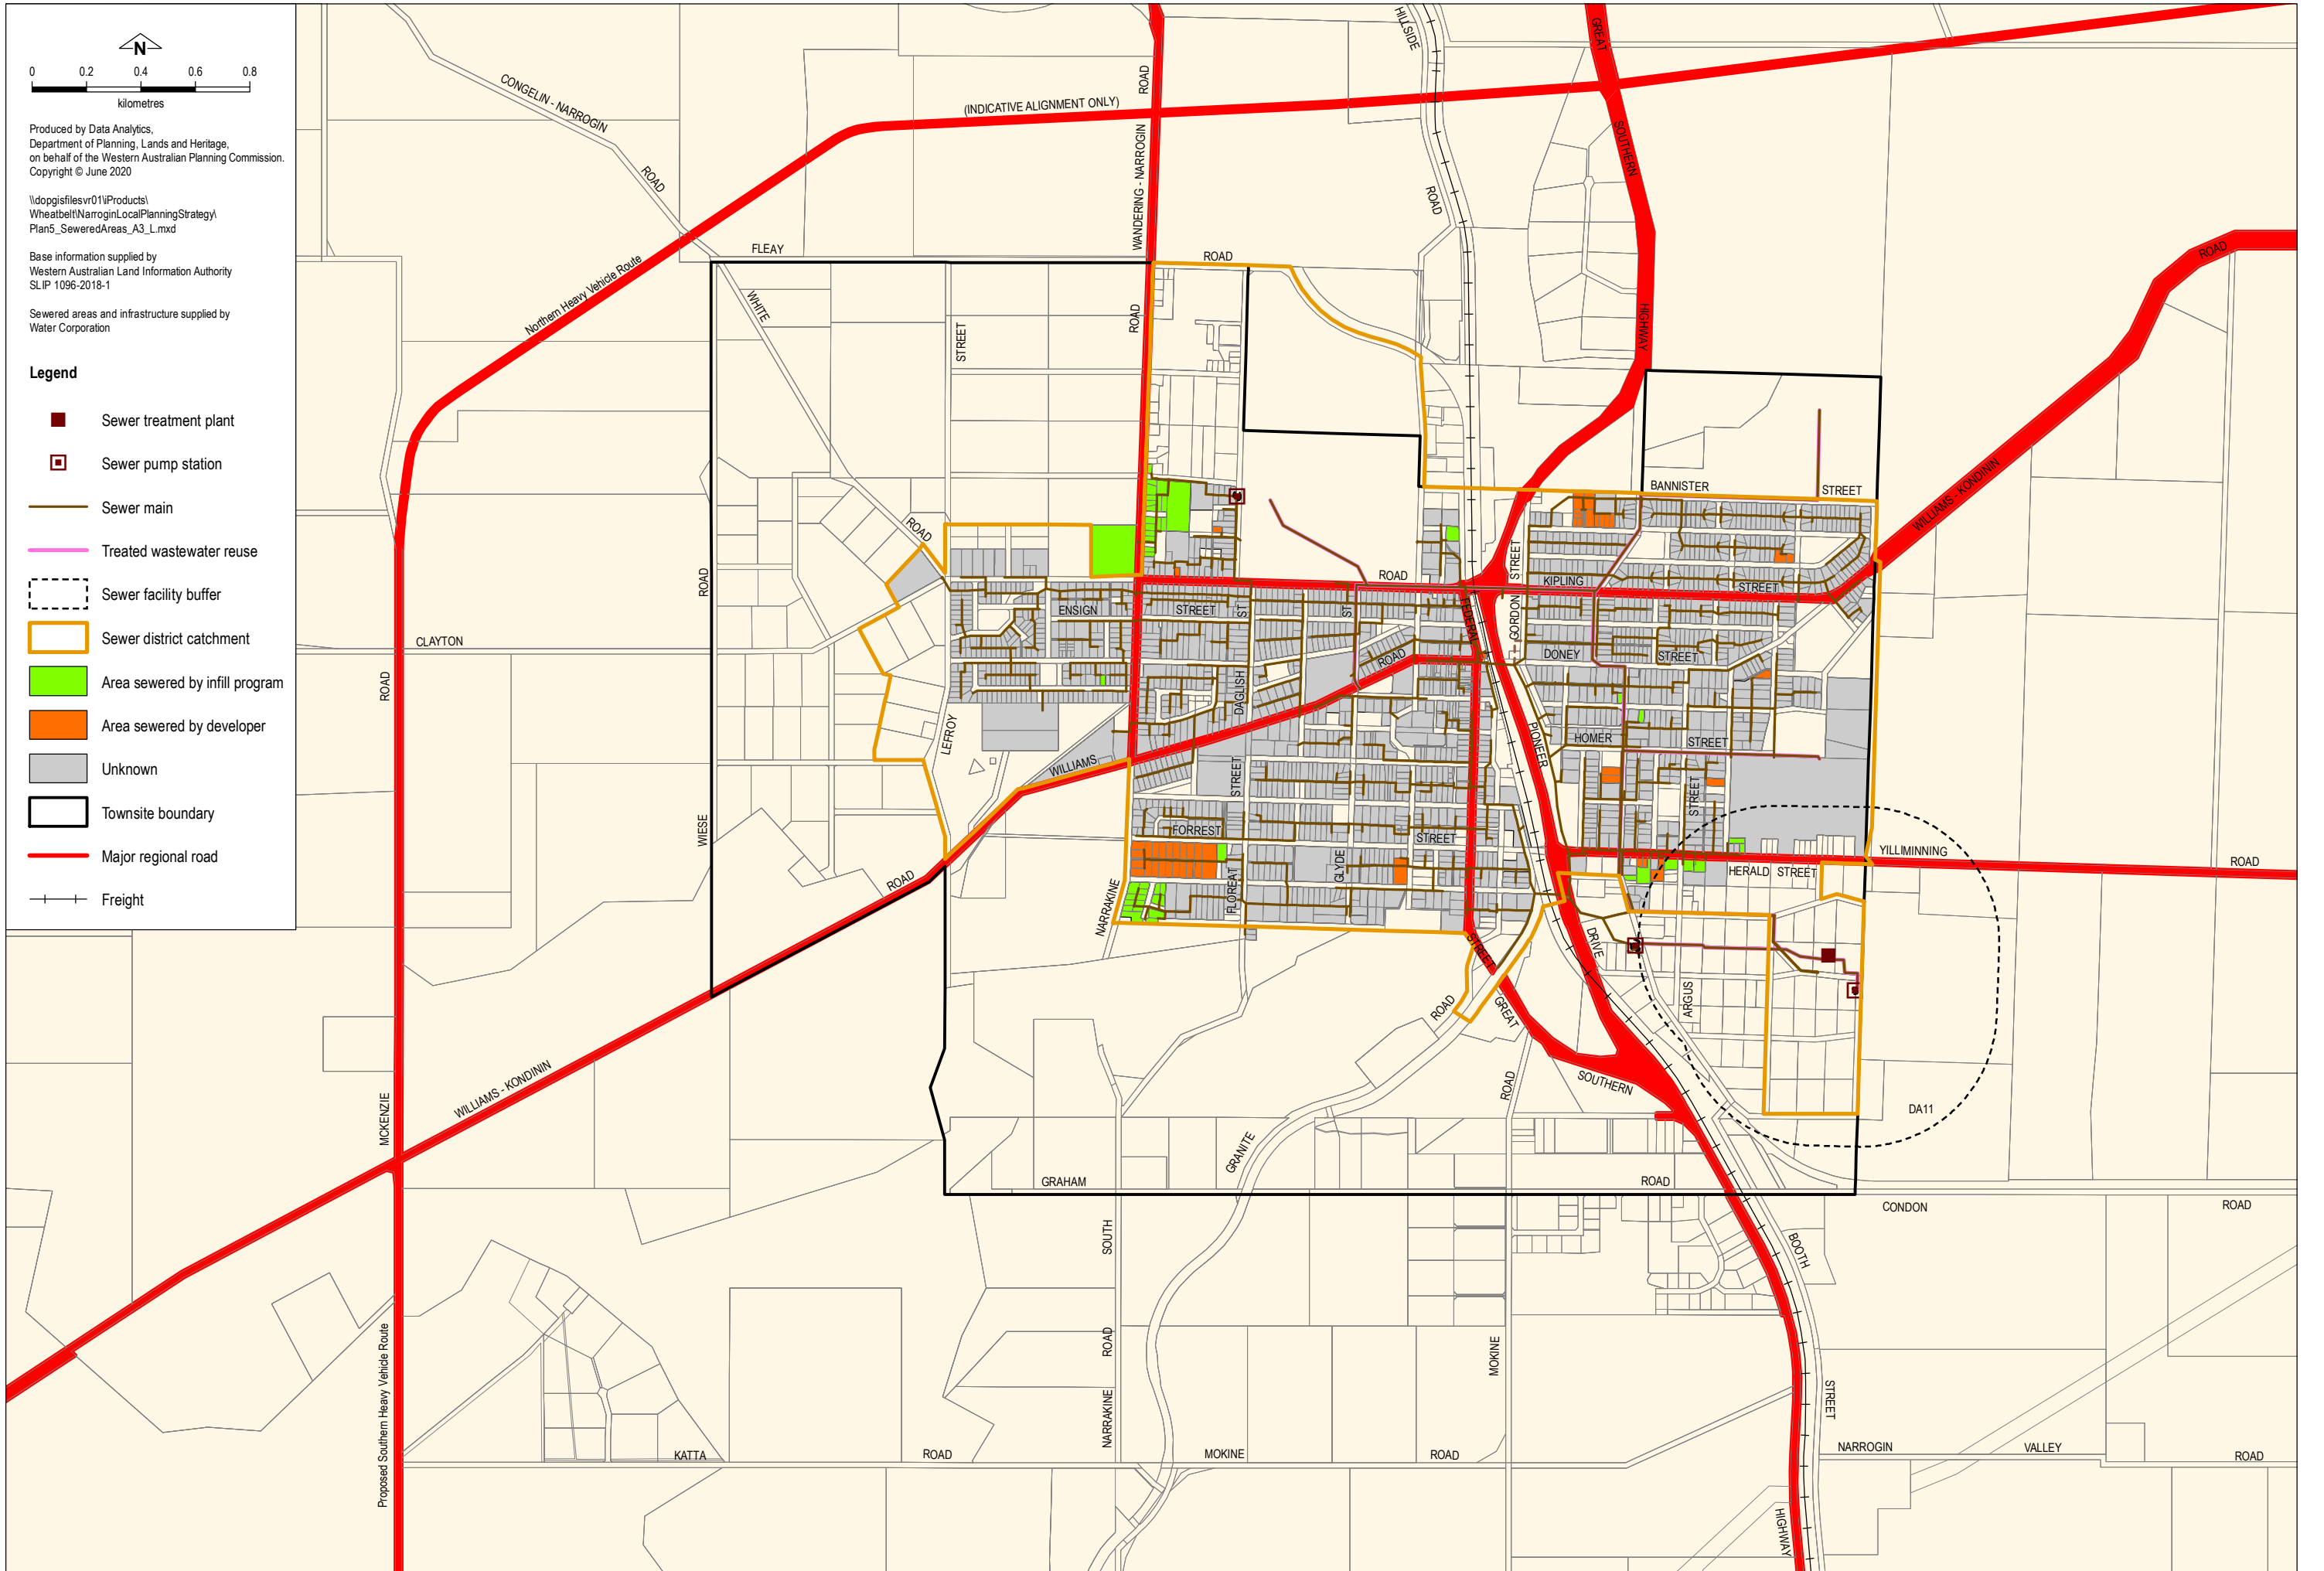 N
0 0.2 0.4 0.6 0.8
kilometres
Produced by Data Analytics,
Department of Planning, Lands and Heritage,
on behalf of the Western Australian Planning Commission.
Copyright © June 2020
\\dopgisfilesvr01\iProducts\
Wheatbelt\NarroginLocalPlanningStrategy\
Plan5_SeweredAreas_A3_L.mxd
Base information supplied by
Western Australian Land Information Authority
SLIP 1096-2018-1
Sewered areas and infrastructure supplied by
Water Corporation
Legend
Sewer treatment plant
Sewer pump station
Sewer main
Treated wastewater reuse
Sewer facility buffer
Sewer district catchment
Area sewered by infill program
Area sewered by developer
Unknown
Townsite boundary
Major regional road
Freight
CONGELIN - NARROGIN
ROAD
(INDICATIVE ALIGNMENT ONLY)
ROAD
WANDERING - NARROGIN
ROAD
HILLSIDE
ROAD
GREAT
SOUTHERN
HIGHWAY
Northern Heavy Vehicle Route
FLEAY
ROAD
WHITE
ROAD
STREET
ROAD
WILLIAMS - KONDININ
BANNISTER
STREET
CLAYTON
ROAD
ROAD
ROAD
ENSIGN
STREET
ST
ST
ROAD
FEDERAL
GORDON
STREET
KIPLING
STREET
DONEY
STREET
LEFROY
WILLIAMS
ROAD
DAGLISH
STREET
PIONEER
HOMER
STREET
STREET
WIESE
ROAD
FORREST
STREET
NARRAKINE
FLOREAT
GLYDE
STREET
YILLIMINNING
ROAD
HERALD
STREET
DRIVE
ARGUS
ROAD
GREAT
SOUTHERN
ROAD
DA11
MCKENZIE
WILLIAMS - KONDININ
GRANITE
GRAHAM
ROAD
CONDON
ROAD
SOUTH
ROAD
NARRAKINE
MOKINE
BOOTH
STREET
Proposed Southern Heavy Vehicle Route
KATTA
ROAD
MOKINE
ROAD
NARROGIN
VALLEY
ROAD
HIGHWAY